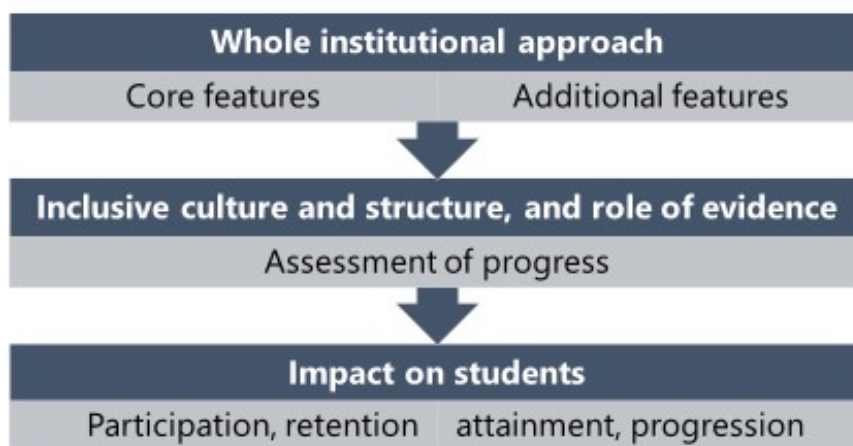 Whole institutional approach
Core features Additional features
Inclusive culture and structure, and role of evidence
Assessment of progress
Impact on students
Participation, retention attainment, progression